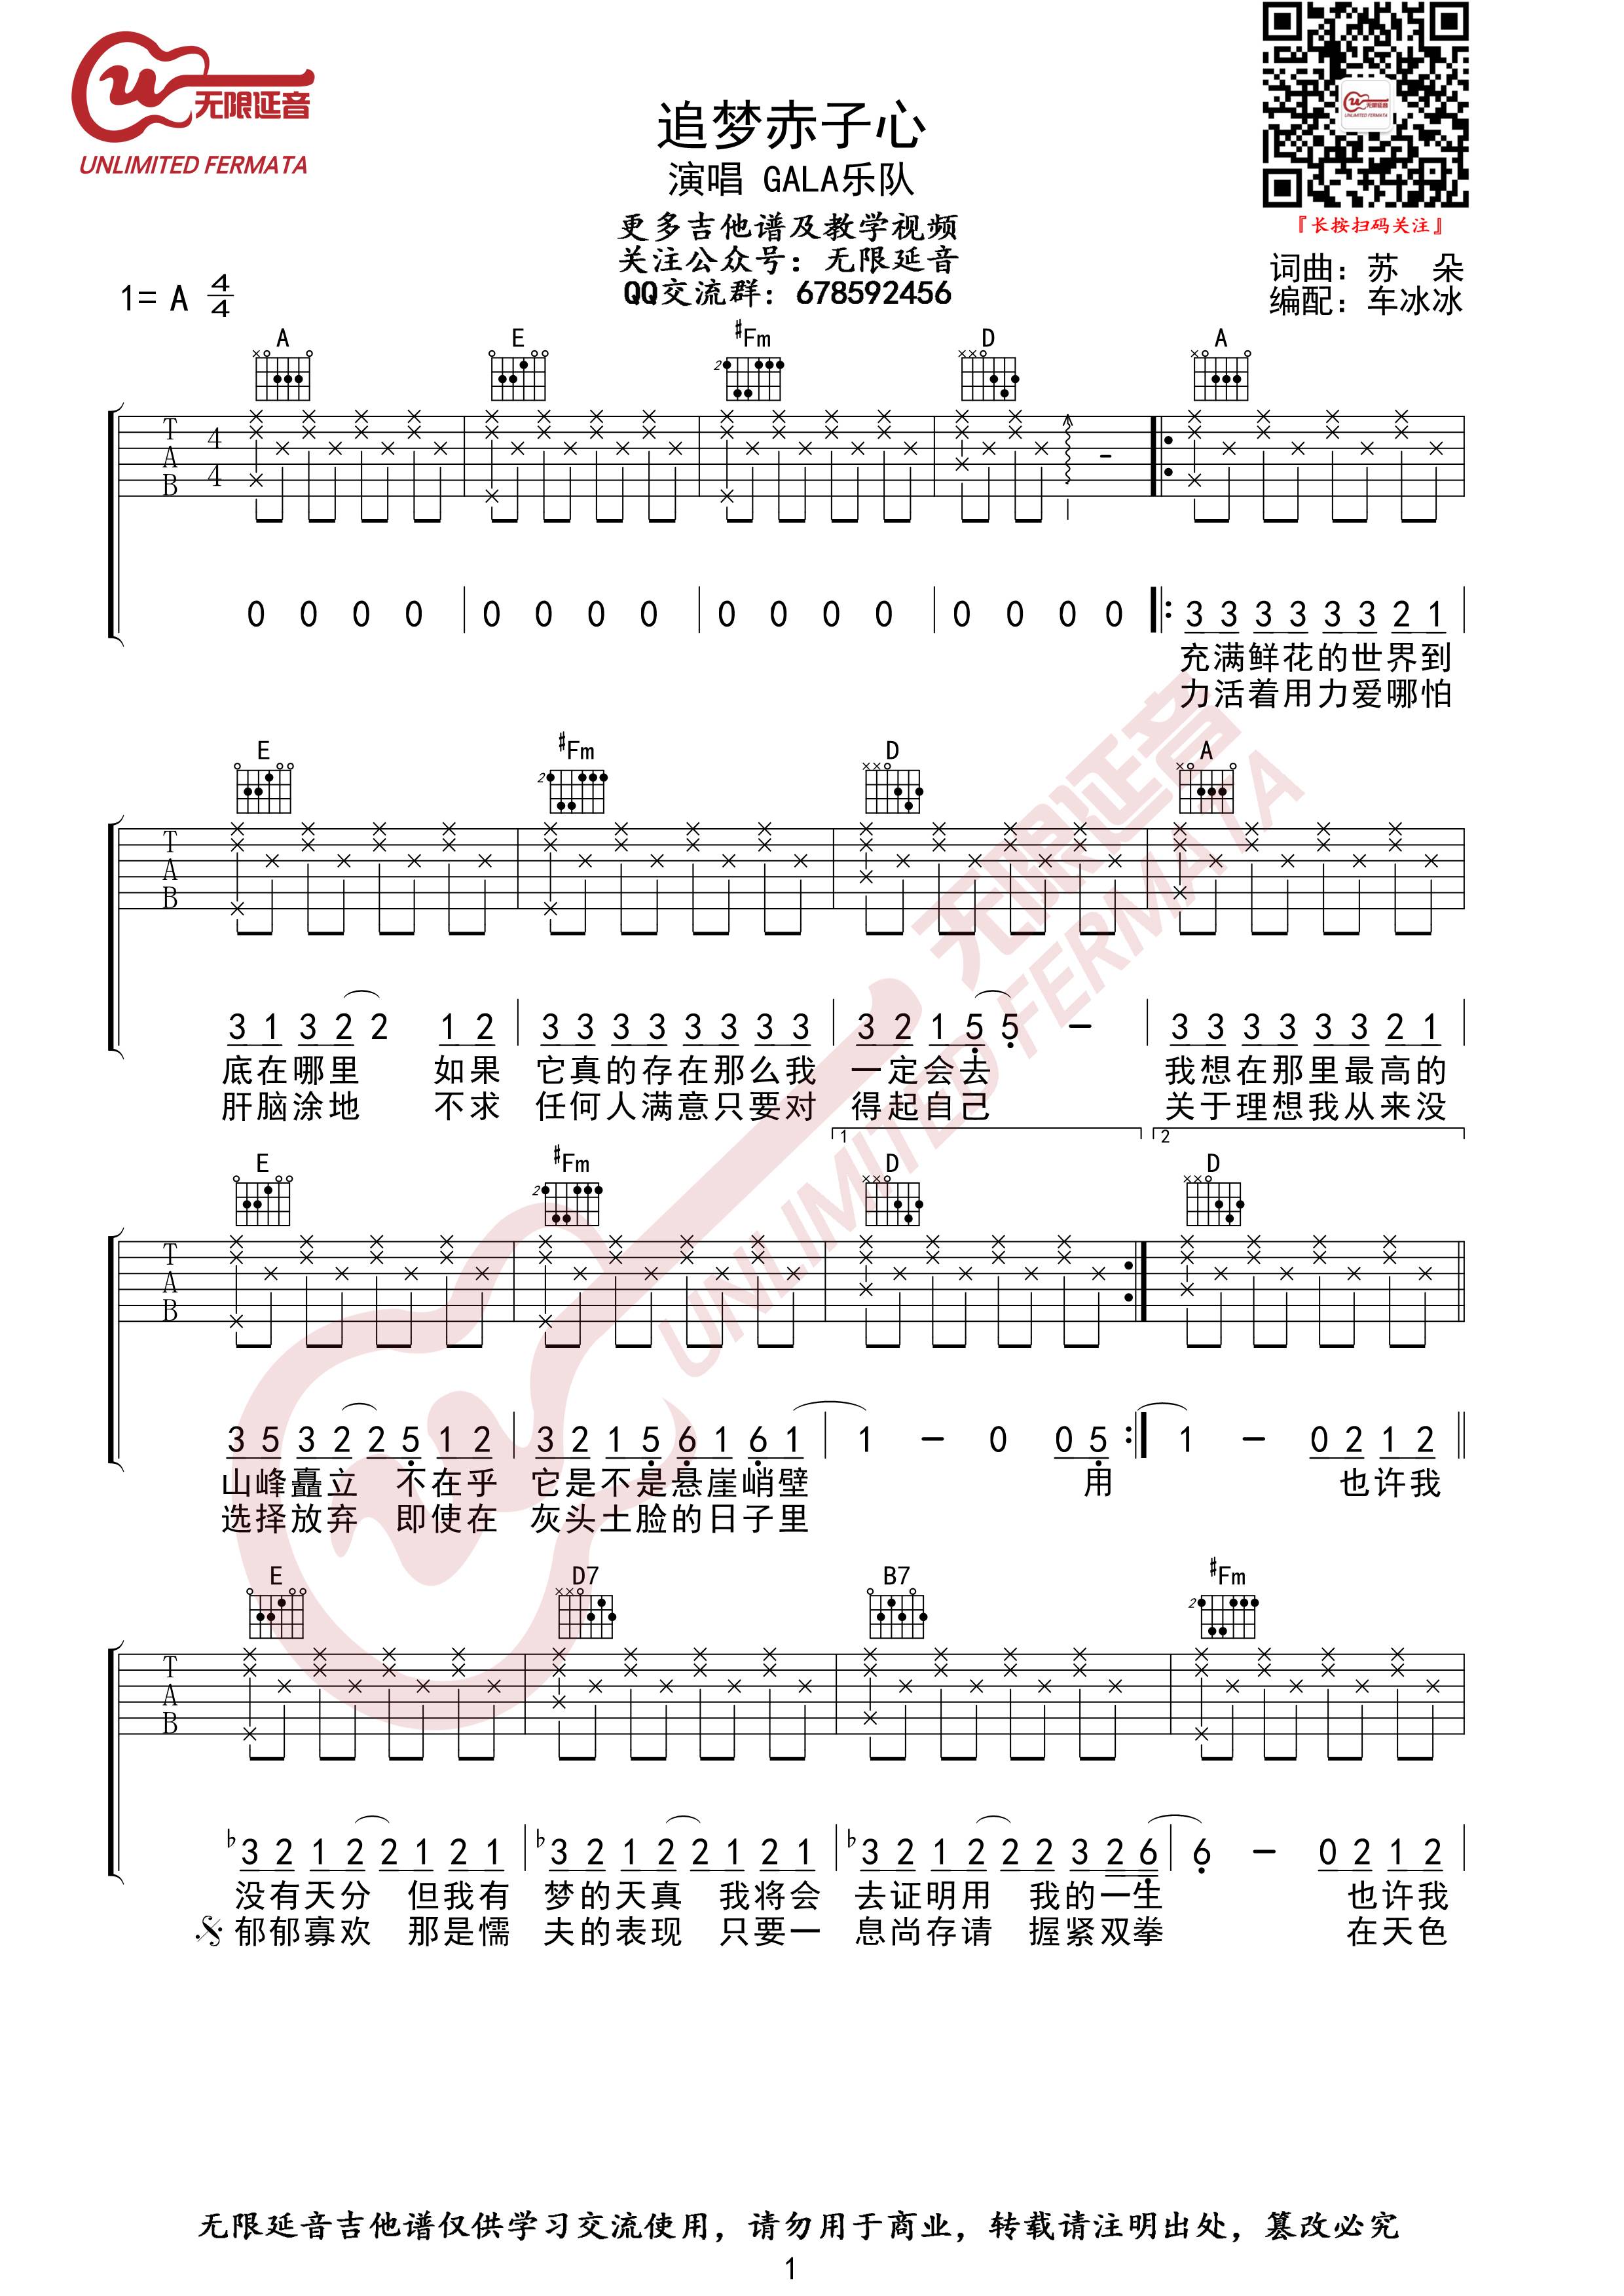 无限延音
UNLIMITED FERMATA
追梦赤子心
演唱 GALA乐队
更多吉他谱及教学视频
关注公众号：无限延音
QQ交流群：678592456
无限延音
UNLIMITED FERMATA
『长按扫码关注』
词曲：苏 朵
编配：车冰冰
1= A 4/4
A E #Fm D A
2
T A B 4 4
0 0 0 0 | 0 0 0 0 | 0 0 0 0 | 0 0 0 0 |: 3 3 3 3 3 3 2 1 |
充满鲜花的世界到
力活着用力爱哪怕
E #Fm D A
2
T A B
3 1 3 2 2 1 2 | 3 3 3 3 3 3 3 3 | 3 2 1 5 5 - | 3 3 3 3 3 3 2 1 |
底在哪里 如果 它真的存在那么我 一定会去 我想在那里最高的
肝脑涂地 不求 任何人满意只要对 得起自己 关于理想我从来没
1 2
E #Fm D D
2
T A B
3 5 3 2 2 5 1 2 | 3 2 1 5 6 1 6 1 | 1 - 0 0 5 :| 1 - 0 2 1 2 ||
山峰矗立 不在乎 它是不是悬崖峭壁 用 也许我
选择放弃 即使在 灰头土脸的日子里
E D7 B7 #Fm
2
T A B
♭3 2 1 2 2 1 2 1 | ♭3 2 1 2 2 1 2 1 | ♭3 2 1 2 2 2 3 2 6 | 6 - 0 2 1 2 |
没有天分 但我有 梦的天真 我将会 去证明用 我的一生 也许我
郁郁寡欢 那是懦 夫的表现 只要一 息尚存请 握紧双拳 在天色
无限延音
UNLIMITED FERMATA
无限延音吉他谱仅供学习交流使用，请勿用于商业，转载请注明出处，篡改必究
1